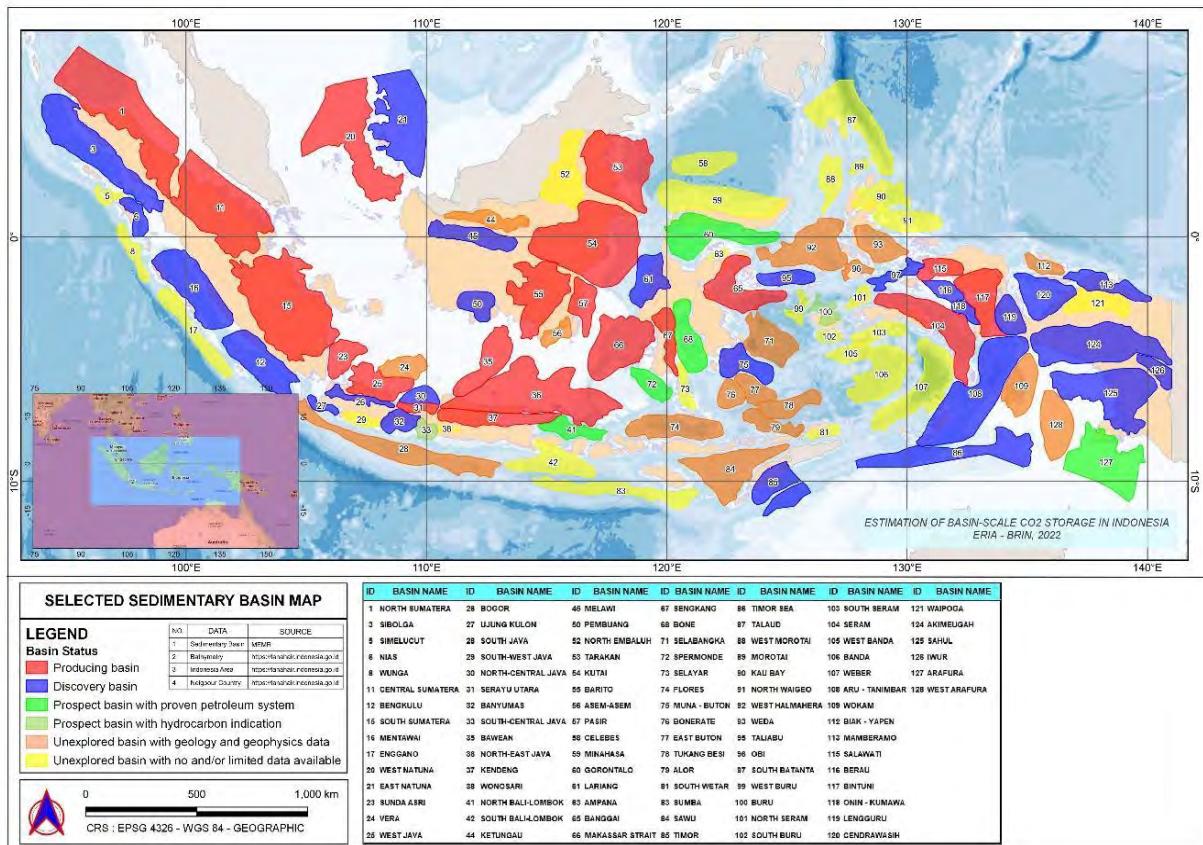 100°E 110°E 120°E 130°E 140°E
0° 0°
10°S 10°S
100°E 110°E 120°E 130°E 140°E
ESTIMATION OF BASIN-SCALE CO2 STORAGE IN INDONESIA
ERIA - BRIN, 2022
SELECTED SEDIMENTARY BASIN MAP
LEGEND
Basin Status
Producing basin
Discovery basin
Prospect basin with proven petroleum system
Prospect basin with hydrocarbon indication
Unexplored basin with geology and geophysics data
Unexplored basin with no and/or limited data available
NO. DATA SOURCE
1 Sedimentary Basin MEMR
2 Batnymetry
3 Indonesia Area
4
0 500 1,000 km
CRS : EPSG 4326 - WGS 84 - GEOGRAPHIC
ID BASIN NAME ID BASIN NAME ID BASIN NAME ID BASIN NAME ID BASIN NAME ID BASIN NAME ID BASIN NAME
1 NORTH SUMATERA 26 BOGOR 46 MELAWI 67 SENGKANG 86 TIMOR SEA 103 SOUTH SERAM 121 WAIPOGA
3 SIBOLGA 27 UJUNG KULON 50 PEMBUANG 68 BONE 87 TALAUD 104 SERAM 124 AKIMEUGAH
5 SIMELUCUT 28 SOUTH JAVA 52 NORTH EMBALUH 71 SELABANGKA 88 WEST MOROTAI 105 WEST BANDA 125 SAHUL
6 NIAS 29 SOUTH-WEST JAVA 53 TARAKAN 72 SPERMONDE 89 MOROTAI 106 BANDA 126 IWUR
8 WUNGA 30 NORTH-CENTRAL JAVA 54 KUTAI 73 SELAYAR 90 KAU BAY 107 WEBER 127 ARAFURA
11 CENTRAL SUMATERA 31 SERAYU UTARA 55 BARITO 74 FLORES 91 NORTH WAIGEO 108 ARU - TANIMBAR 128 WEST ARAFURA
12 BENGKULU 32 BANYUMAS 56 ASEM-ASEM 75 MUNA - BUTON 92 WEST HALMAHERA 109 WOKAM
15 SOUTH SUMATERA 33 SOUTH-CENTRAL JAVA 57 PASIR 76 BONERATE 93 WEDA 112 BIAK - YAPEN
16 MENTAWAI 35 BAWEAN 58 CELEBES 77 EAST BUTON 95 TALIABU 113 MAMBERAMO
17 ENGGANO 36 NORTH-EAST JAVA 59 MINAHASA 78 TUKANG BESI 96 OBI 115 SALAWATI
20 WEST NATUNA 37 KENDENG 60 GORONTALO 79 ALOR 97 SOUTH BATANTA 116 BERAU
21 EAST NATUNA 38 WONOSARI 61 LARIANG 81 SOUTH WETAR 99 WEST BURU 117 BINTUNI
23 SUNDA ASRI 41 NORTH BALI-LOMBOK 63 AMPANA 83 SUMBA 100 BURU 118 ONIN - KUMAWA
24 VERA 42 SOUTH BALI-LOMBOK 65 BANGGAI 84 SAWU 101 NORTH SERAM 119 LENGGURU
25 WEST JAVA 44 KETUNGAU 66 MAKASSAR STRAIT 85 TIMOR 102 SOUTH BURU 120 CENDRAWASIH